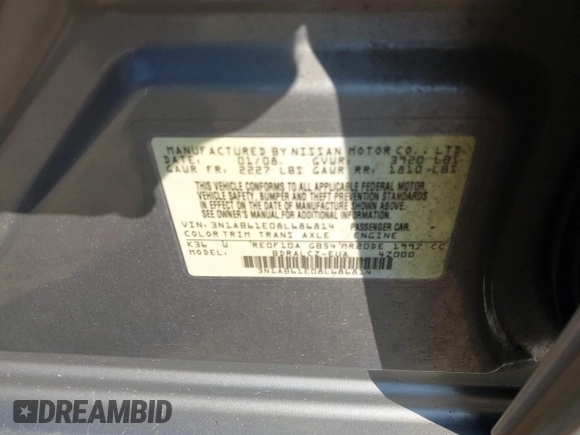 MANUFACTURED BY NISSAN MOTOR CO., LTD.
DATE: 01/08. GVWR: 3920 LBS
GAWR FR: 2227 LBS GAWR RR: 1810 LBS
THIS VEHICLE CONFORMS TO ALL APPLICABLE FEDERAL MOTOR
VEHICLE SAFETY, BUMPER AND THEFT PREVENTION STANDARDS
IN EFFECT ON THE DATE OF MANUFACTURE SHOWN ABOVE
SEE OWNER'S MANUAL FOR ADDITIONAL INFORMATION
VIN: 3N1AB61E08L686814 PASSENGER CAR.
COLOR TRIM TRANS AXLE ENGINE
K36 W RE0F10A GB54 MR20DE 1997 CC
MODEL: BDRALCZ-EUA 42000
3N1AB61E08L686814
DREAMBID